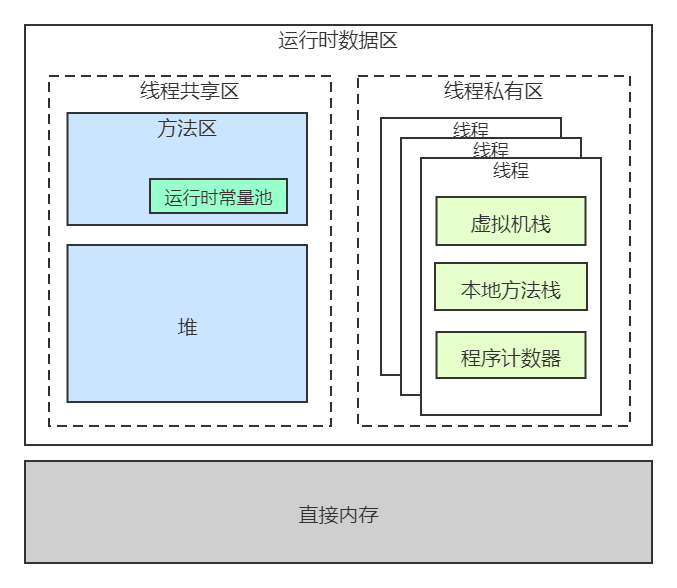 运行时数据区
线程共享区
方法区
运行时常量池
堆
线程私有区
线程
线程
线程
虚拟机栈
本地方法栈
程序计数器
直接内存